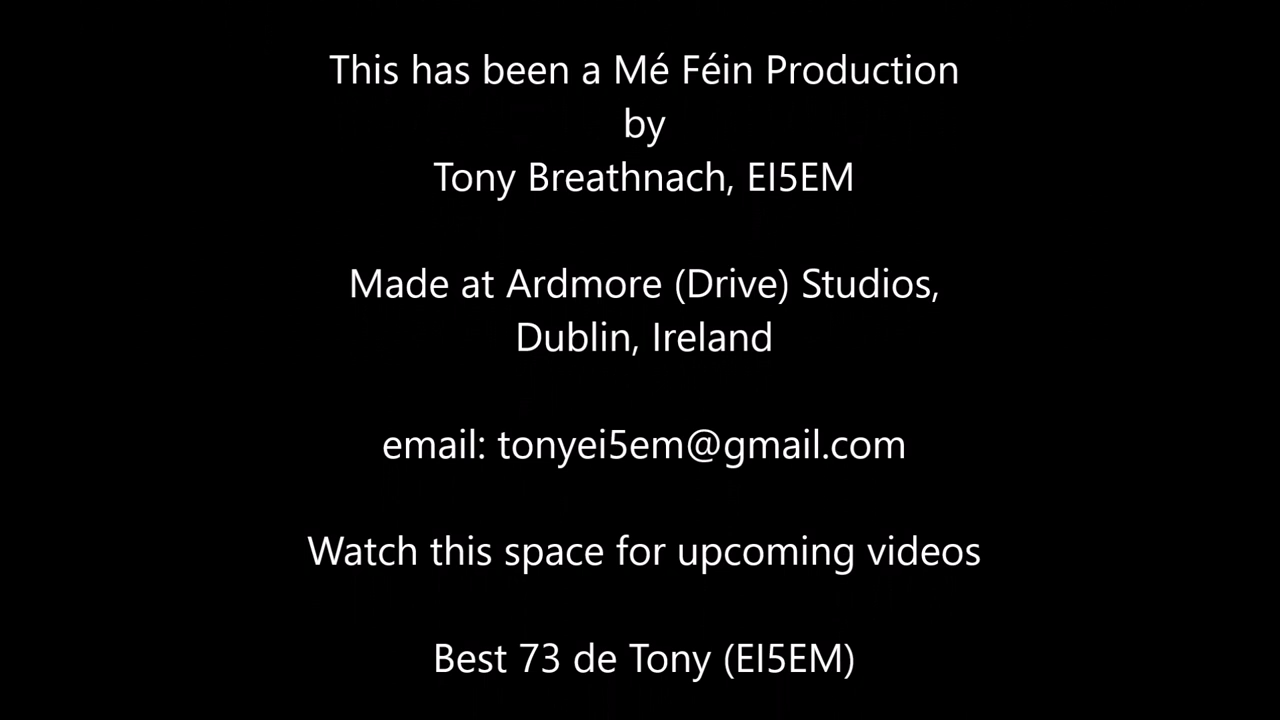 This has been a Mé Féin Production
by
Tony Breathnach, EI5EM
Made at Ardmore (Drive) Studios,
Dublin, Ireland
email: tonyei5em@gmail.com
Watch this space for upcoming videos
Best 73 de Tony (EI5EM)